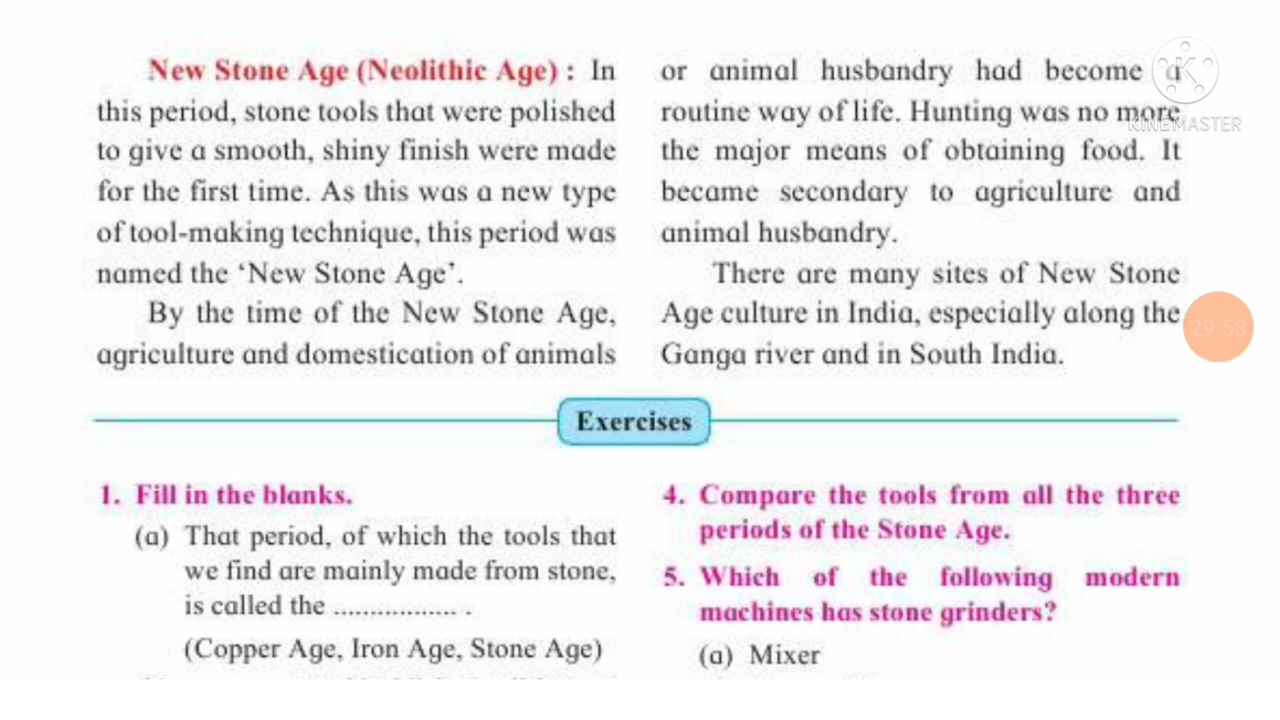 New Stone Age (Neolithic Age) : In
this period, stone tools that were polished
to give a smooth, shiny finish were made
for the first time. As this was a new type
of tool-making technique, this period was
named the ‘New Stone Age’.
By the time of the New Stone Age,
agriculture and domestication of animals
or animal husbandry had become a
routine way of life. Hunting was no more
the major means of obtaining food. It
became secondary to agriculture and
animal husbandry.
There are many sites of New Stone
Age culture in India, especially along the
Ganga river and in South India.
K
KINEMASTER
29:53
Exercises
1. Fill in the blanks.
(a) That period, of which the tools that
we find are mainly made from stone,
is called the ................. .
(Copper Age, Iron Age, Stone Age)
4. Compare the tools from all the three
periods of the Stone Age.
5. Which of the following modern
machines has stone grinders?
(a) Mixer